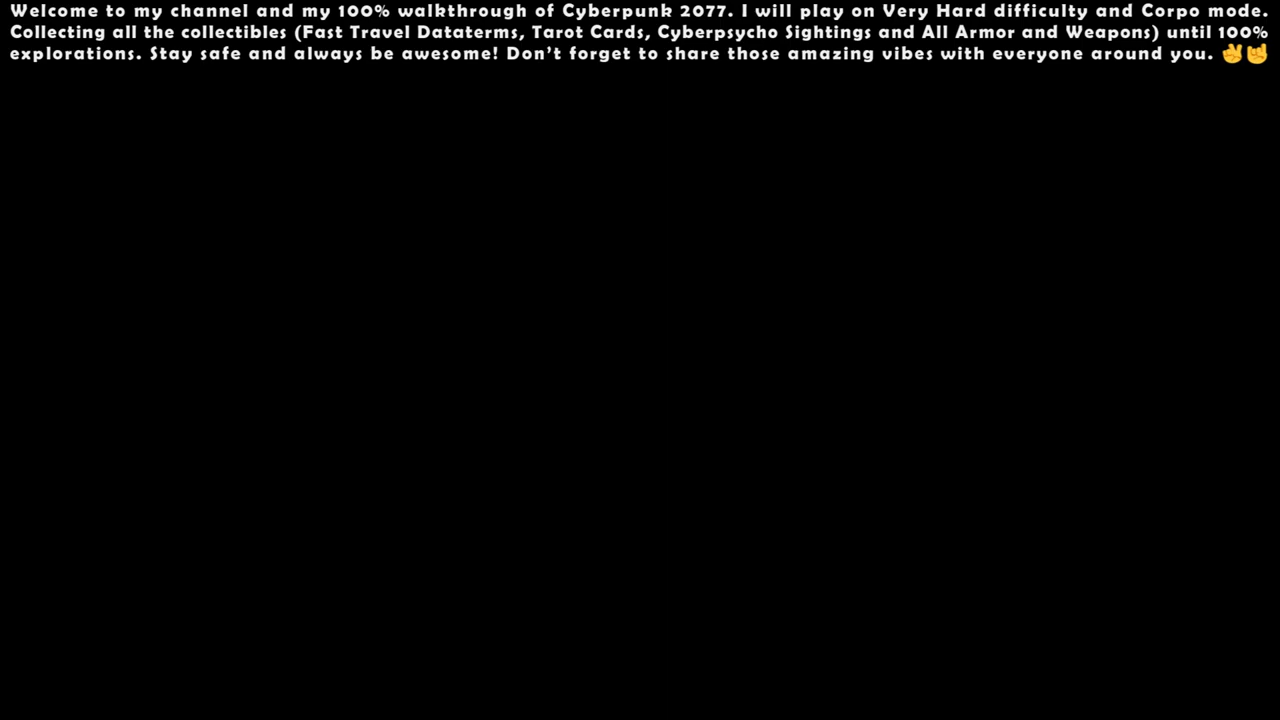 Welcome to my channel and my 100% walkthrough of Cyberpunk 2077. I will play on Very Hard difficulty and Corpo mode.
Collecting all the collectibles (Fast Travel Dataterms, Tarot Cards, Cyberpsycho Sightings and All Armor and Weapons) until 100%
explorations. Stay safe and always be awesome! Don’t forget to share those amazing vibes with everyone around you. ✌️🤘